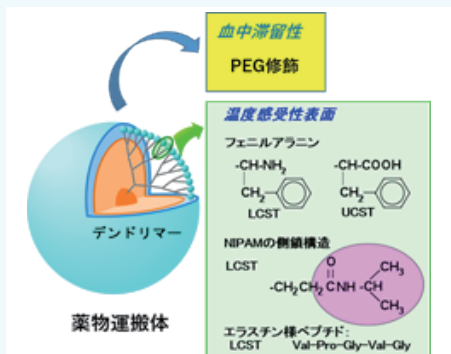 血中滞留性
PEG修飾
温度感受性表面
フェニルアラニン
-CH-NH2
CH2-
LCST
-CH-COOH
CH2-
UCST
NIPAMの側鎖構造
LCST
O
-CH2CH2CNH-CH
CH3
CH3
エラスチン様ペプチド:
LCST Val-Pro-Gly-Val-Gly
デンドリマー
薬物運搬体